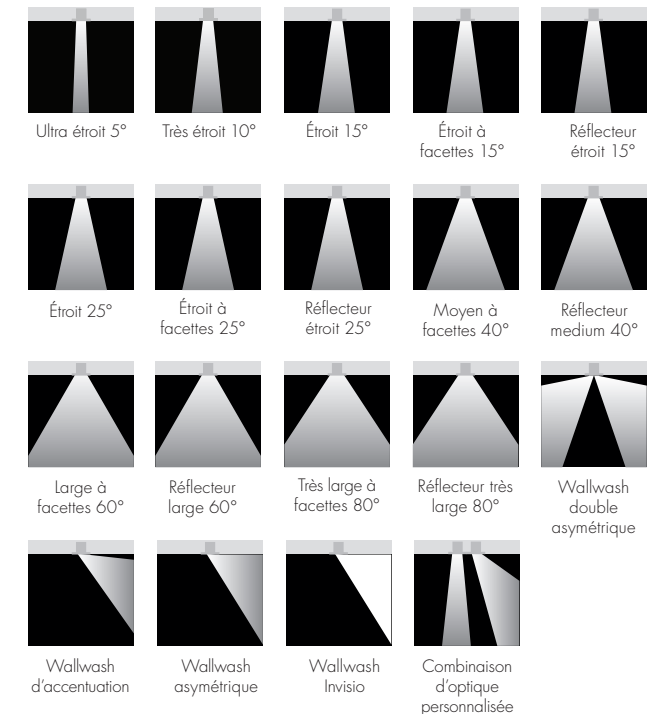 Ultra étroit 5°
Très étroit 10°
Étroit 15°
Étroit à
facettes 15°
Réflecteur
étroit 15°
Étroit 25°
Étroit à
facettes 25°
Réflecteur
étroit 25°
Moyen à
facettes 40°
Réflecteur
medium 40°
Large à
facettes 60°
Réflecteur
large 60°
Très large à
facettes 80°
Réflecteur très
large 80°
Wallwash
double
asymétrique
Wallwash
d'accentuation
Wallwash
asymétrique
Wallwash
Invisio
Combinaison
d'optique
personnalisée